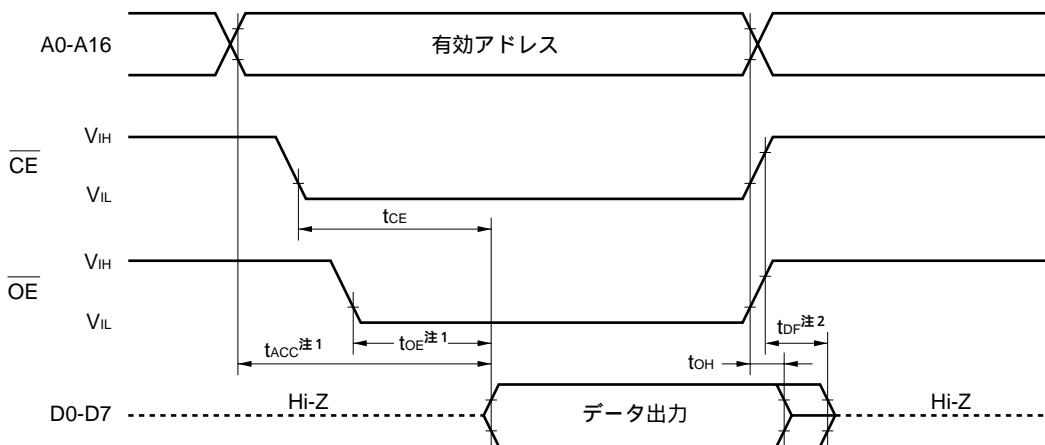 A0-A16
有効アドレス
CE
VIH
VIL
tCE
OE
VIH
VIL
tACC注1
tOE注1
tDF注2
tOH
D0-D7
Hi-Z
データ出力
Hi-Z